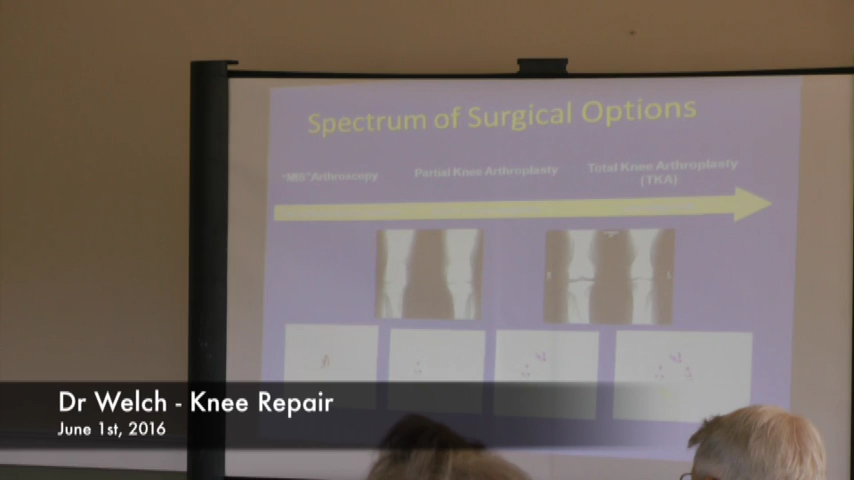 Spectrum of Surgical Options
"MIS" Arthroscopy Partial Knee Arthroplasty Total Knee Arthroplasty
(TKA)
Dr Welch - Knee Repair
June 1st, 2016